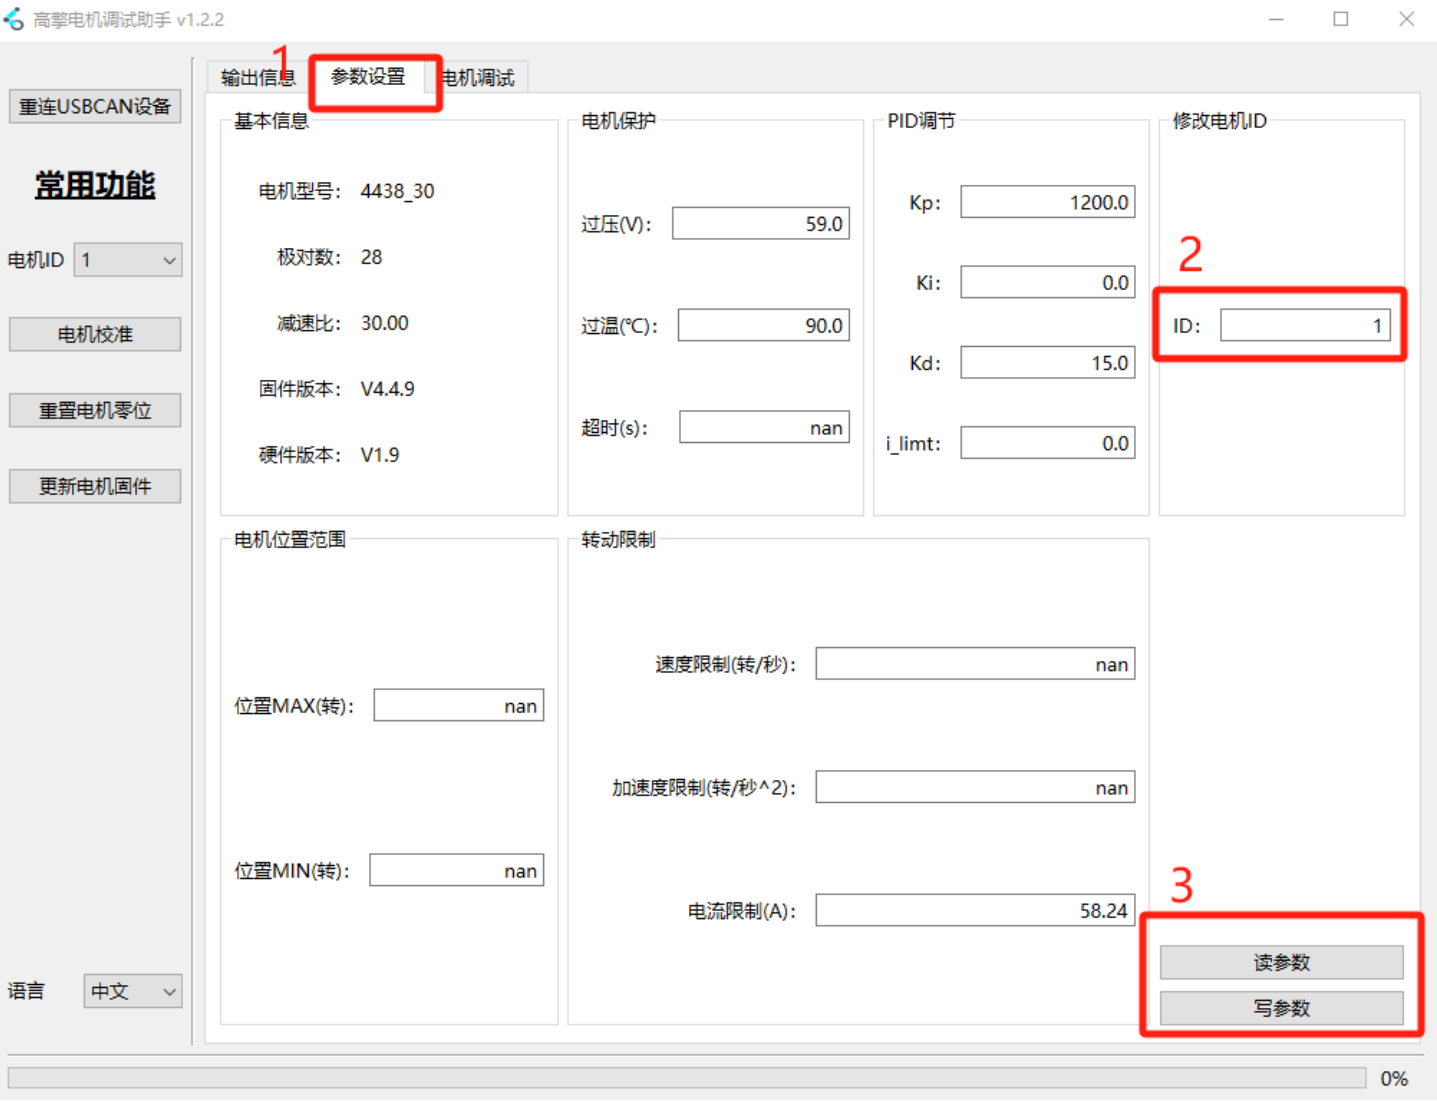 高擎电机调试助手 v1.2.2
1
输出信息 参数设置 电机调试
重连USBCAN设备
常用功能
电机ID 1
电机校准
重置电机零位
更新电机固件
语言 中文
基本信息
电机型号: 4438_30
极对数: 28
减速比: 30.00
固件版本: V4.4.9
硬件版本: V1.9
电机保护
过压(V): 59.0
过温(℃): 90.0
超时(s): nan
PID调节
Kp: 1200.0
Ki: 0.0
Kd: 15.0
i_limt: 0.0
修改电机ID
2
ID: 1
电机位置范围
位置MAX(转): nan
位置MIN(转): nan
转动限制
速度限制(转/秒): nan
加速度限制(转/秒^2): nan
电流限制(A): 58.24
3
读参数
写参数
0%